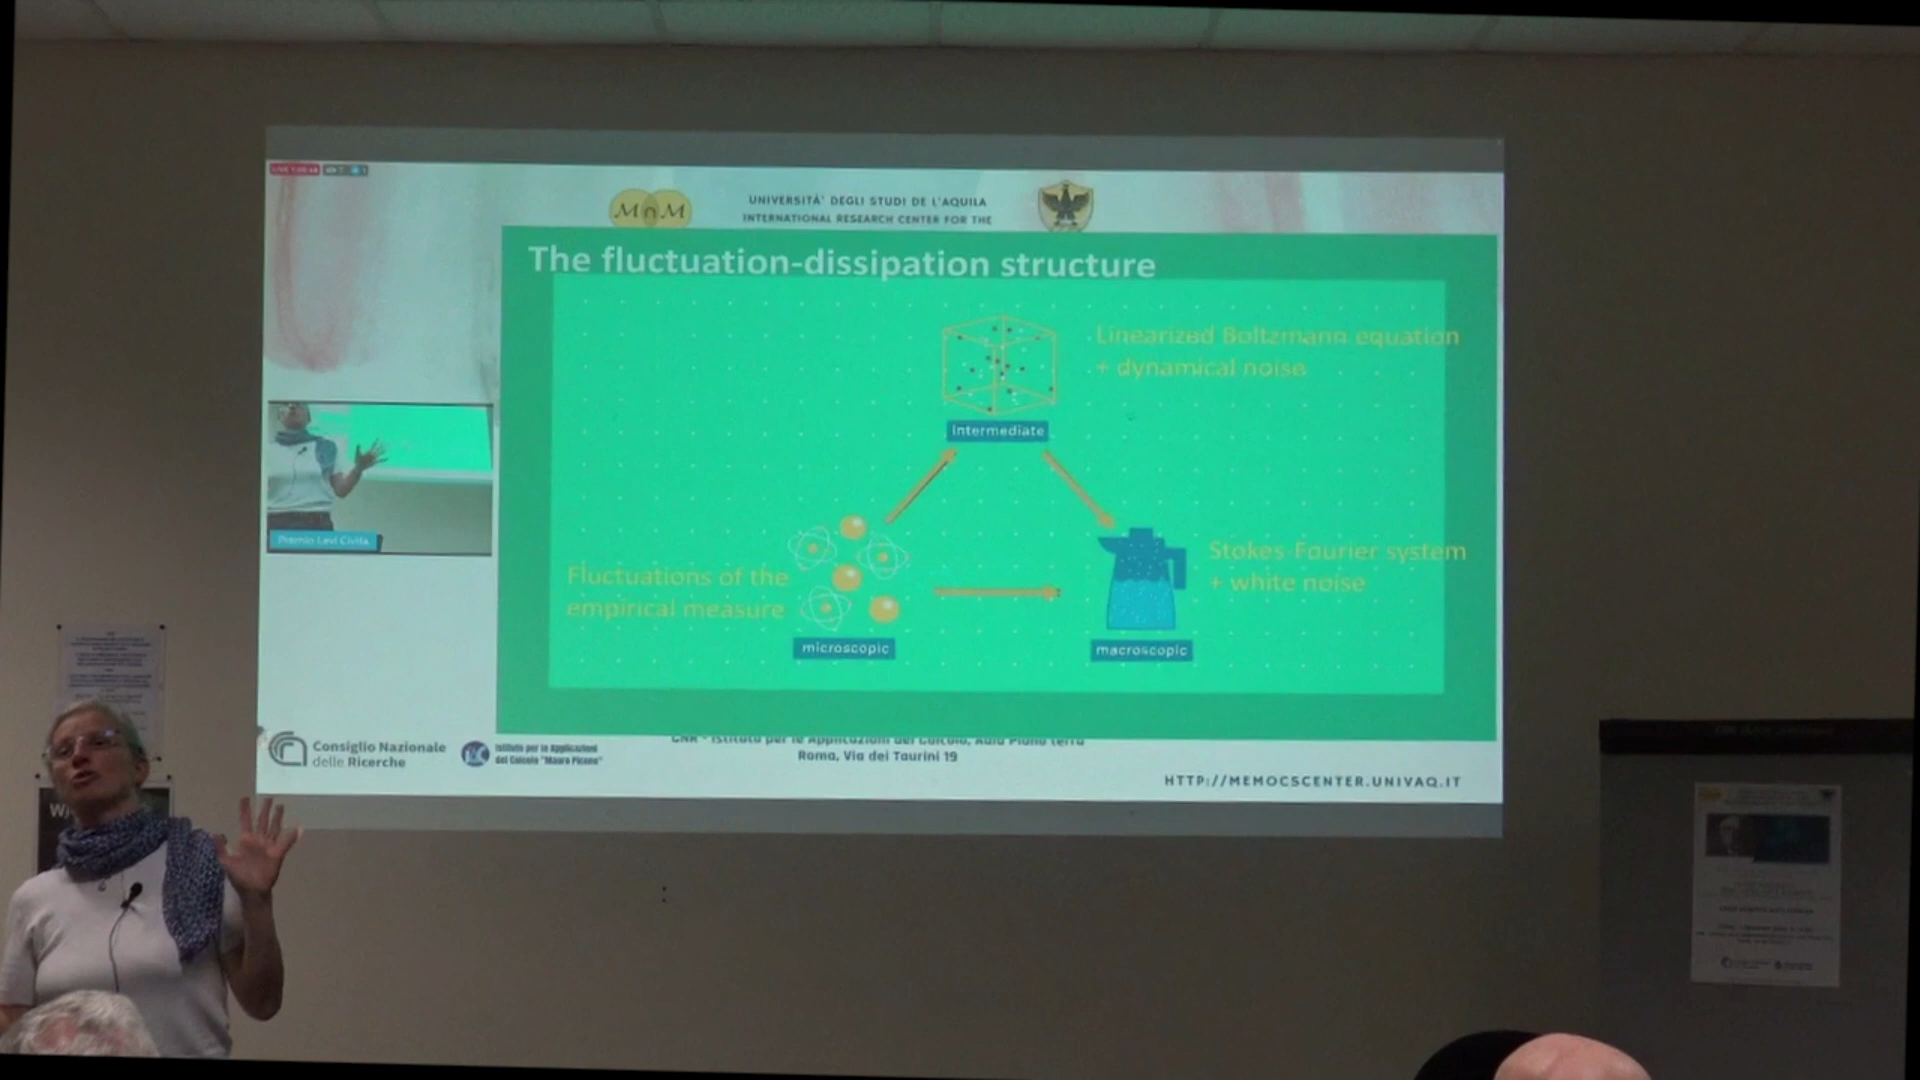 M∩M
UNIVERSITÀ' DEGLI STUDI DE L'AQUILA
INTERNATIONAL RESEARCH CENTER FOR THE
The fluctuation-dissipation structure
Linearized Boltzmann equation
+ dynamical noise
intermediate
Stokes-Fourier system
+ white noise
Fluctuations of the
empirical measure
microscopic
macroscopic
Premio Levi Civita
Consiglio Nazionale
delle Ricerche
Istituto per le Applicazioni
del Calcolo "Mauro Picone"
CNR - Istituto per le Applicazioni del Calcolo, Aula Piano terra
Roma, Via dei Taurini 19
HTTP://MEMOCSCENTER.UNIVAQ.IT